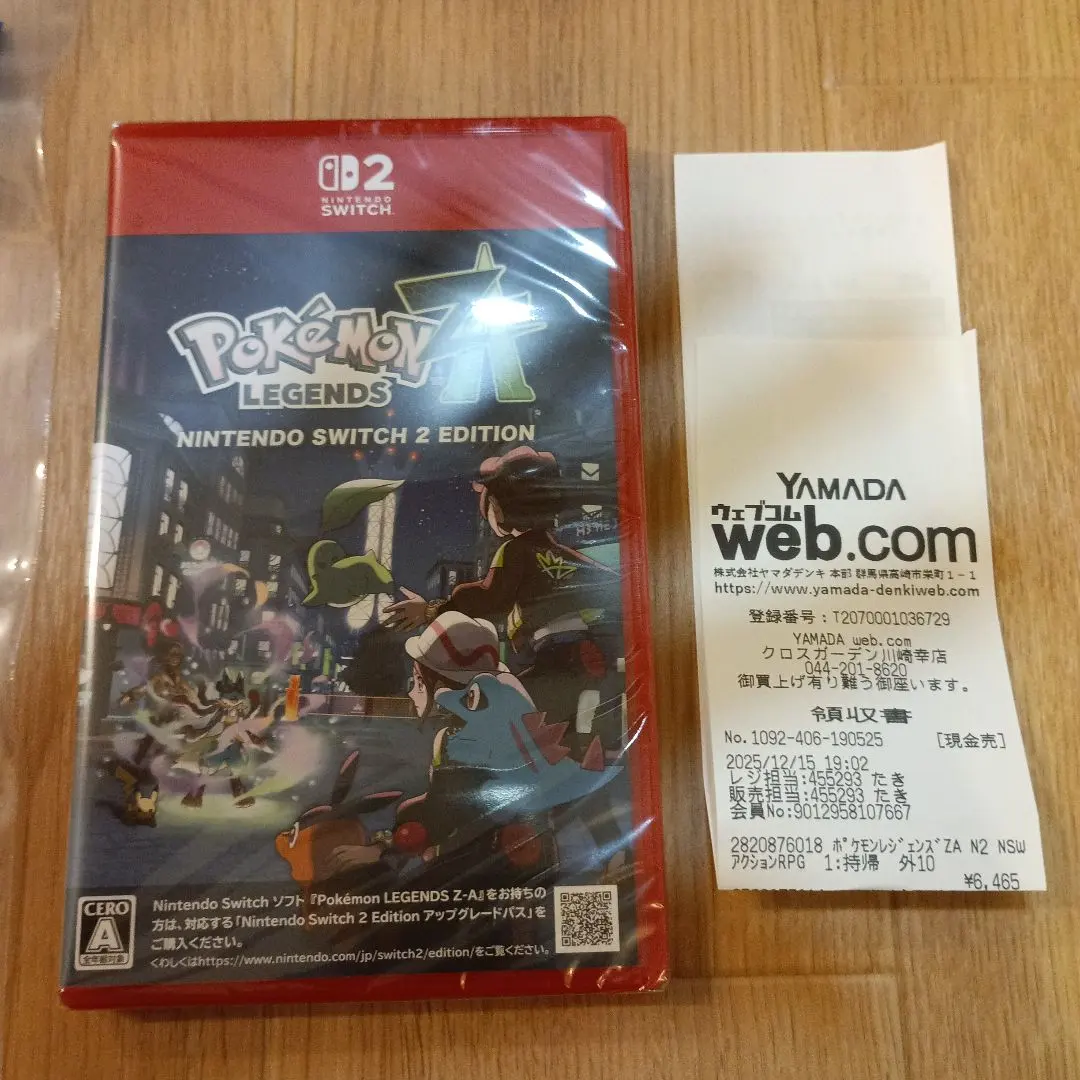 2
NINTENDO
SWITCH
POKéMON
LEGENDS
NINTENDO SWITCH 2 EDITION
CERO
A
全年齢対象
Nintendo Switch ソフト『Pokémon LEGENDS Z-A』をお持ちの
方は、対応する「Nintendo Switch 2 Edition アップグレードパス」を
ご購入ください。
くわしくはhttps://www.nintendo.com/jp/switch2/edition/をご覧ください。
YAMADA
ウェブコム
web.com
株式会社ヤマダデンキ 本部 群馬県高崎市栄町1-1
https://www.yamada-denkiweb.com
登録番号:T2070001036729
YAMADA web.com
クロスガーデン川崎幸店
044-201-8620
御買上げ有り難う御座います。
領収書
No.1092-406-190525 [現金売]
2025/12/15 19:02
レジ担当:455293 たき
販売担当:455293 たき
会員No:9012958107667
2820876018 ポケモンレジェンズZA N2 NSW
アクションRPG 1:持帰 外10
¥6,465